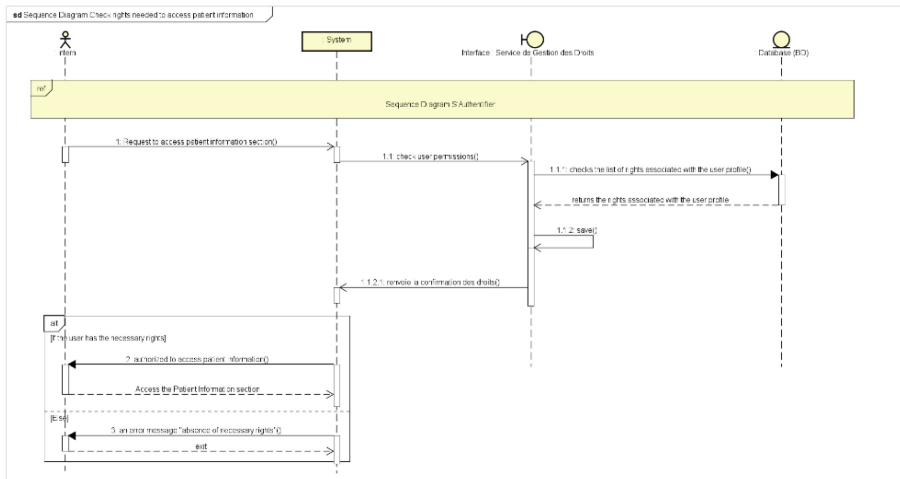 sd Sequence Diagram Check rights needed to access patient information
Intern
: System
Interface : Service de Gestion des Droits
Database (BD)
ref
Sequence Diagram S'Authentifier
1: Request to access patient information section()
1.1: check user permissions()
1.1.1: checks the list of rights associated with the user profile()
returns the rights associated with the user profile
1.1.2: save()
1.1.2.1: renvoie la confirmation des droits()
alt
[If the user has the necessary rights]
2: authorized to access patient information()
Access the Patient Information section
[Else]
3: an error message "absence of necessary rights"()
exit